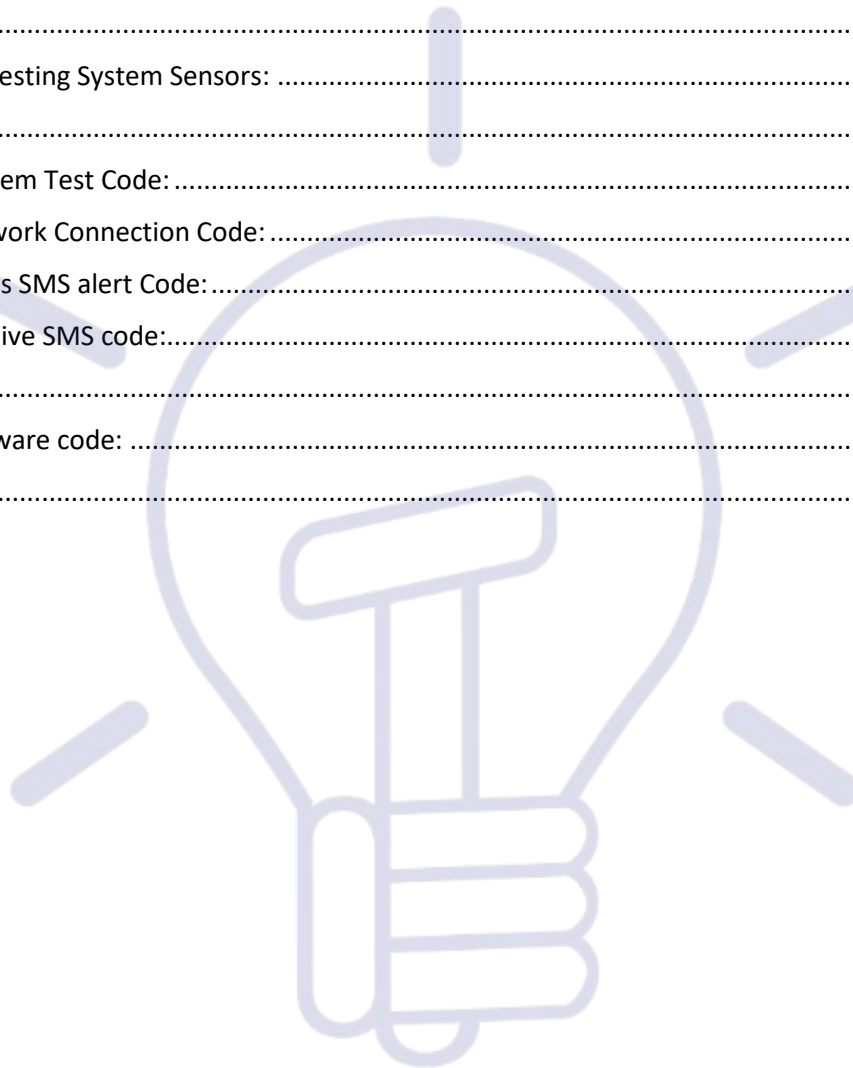 ....................................................................................................
esting System Sensors: ....................................................................
....................................................................................................
em Test Code: ................................................................................
work Connection Code: .....................................................................
s SMS alert Code: ............................................................................
ive SMS code: .................................................................................
....................................................................................................
ware code: .....................................................................................
....................................................................................................